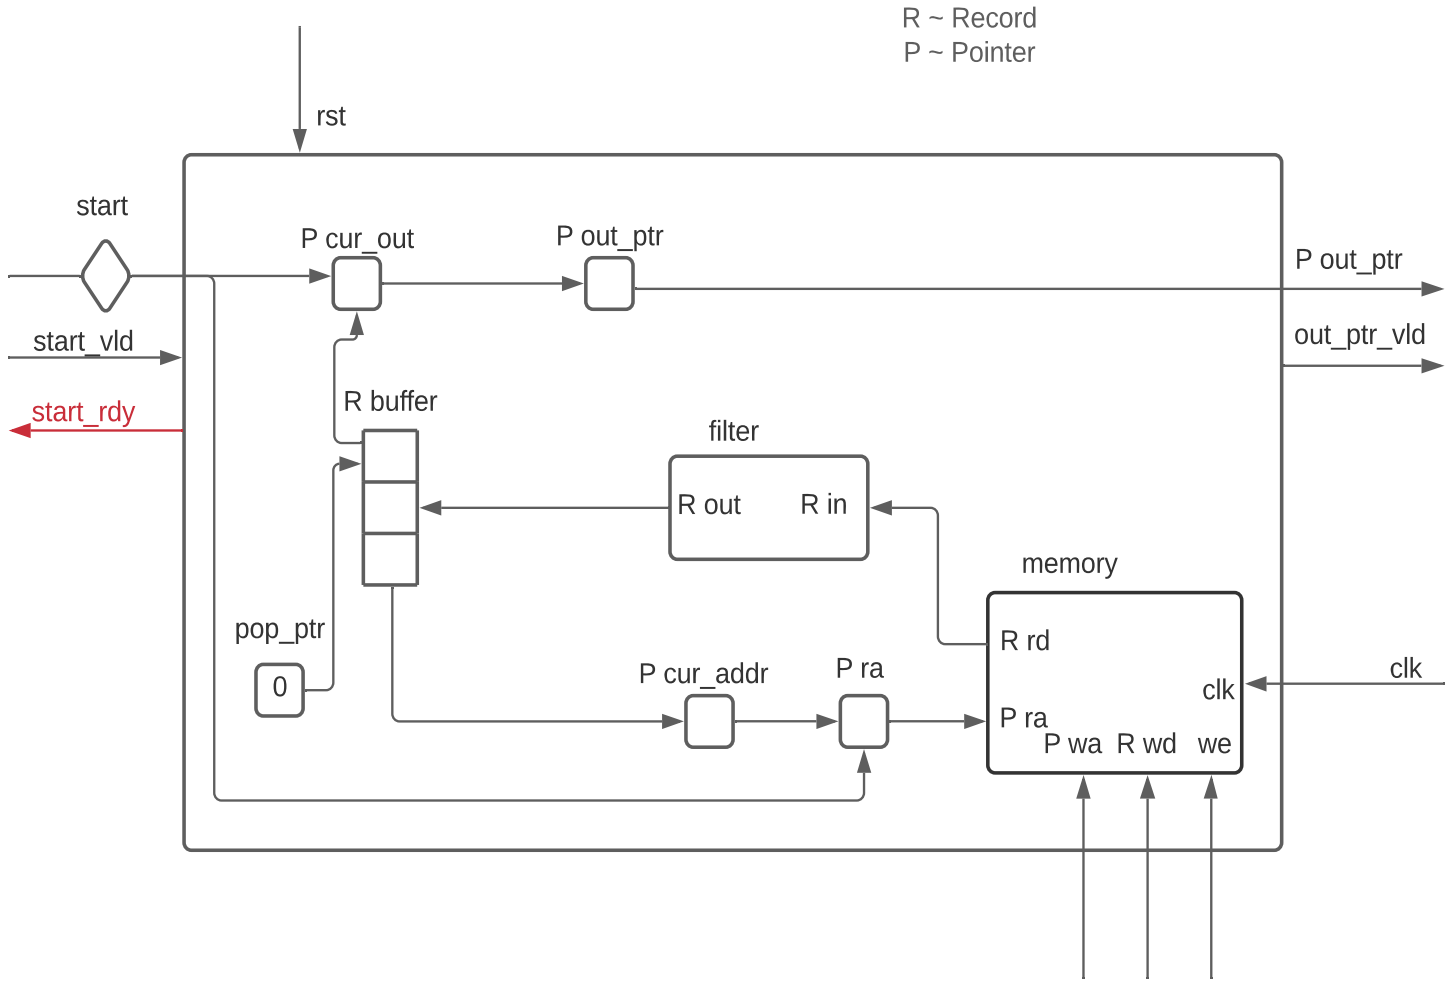 R ~ Record
P ~ Pointer
rst
start
P cur_out
P out_ptr
P out_ptr
start_vld
out_ptr_vld
start_rdy
R buffer
filter
R out
R in
memory
pop_ptr
R rd
P cur_addr
P ra
clk
0
clk
P ra
P wa
R wd
we